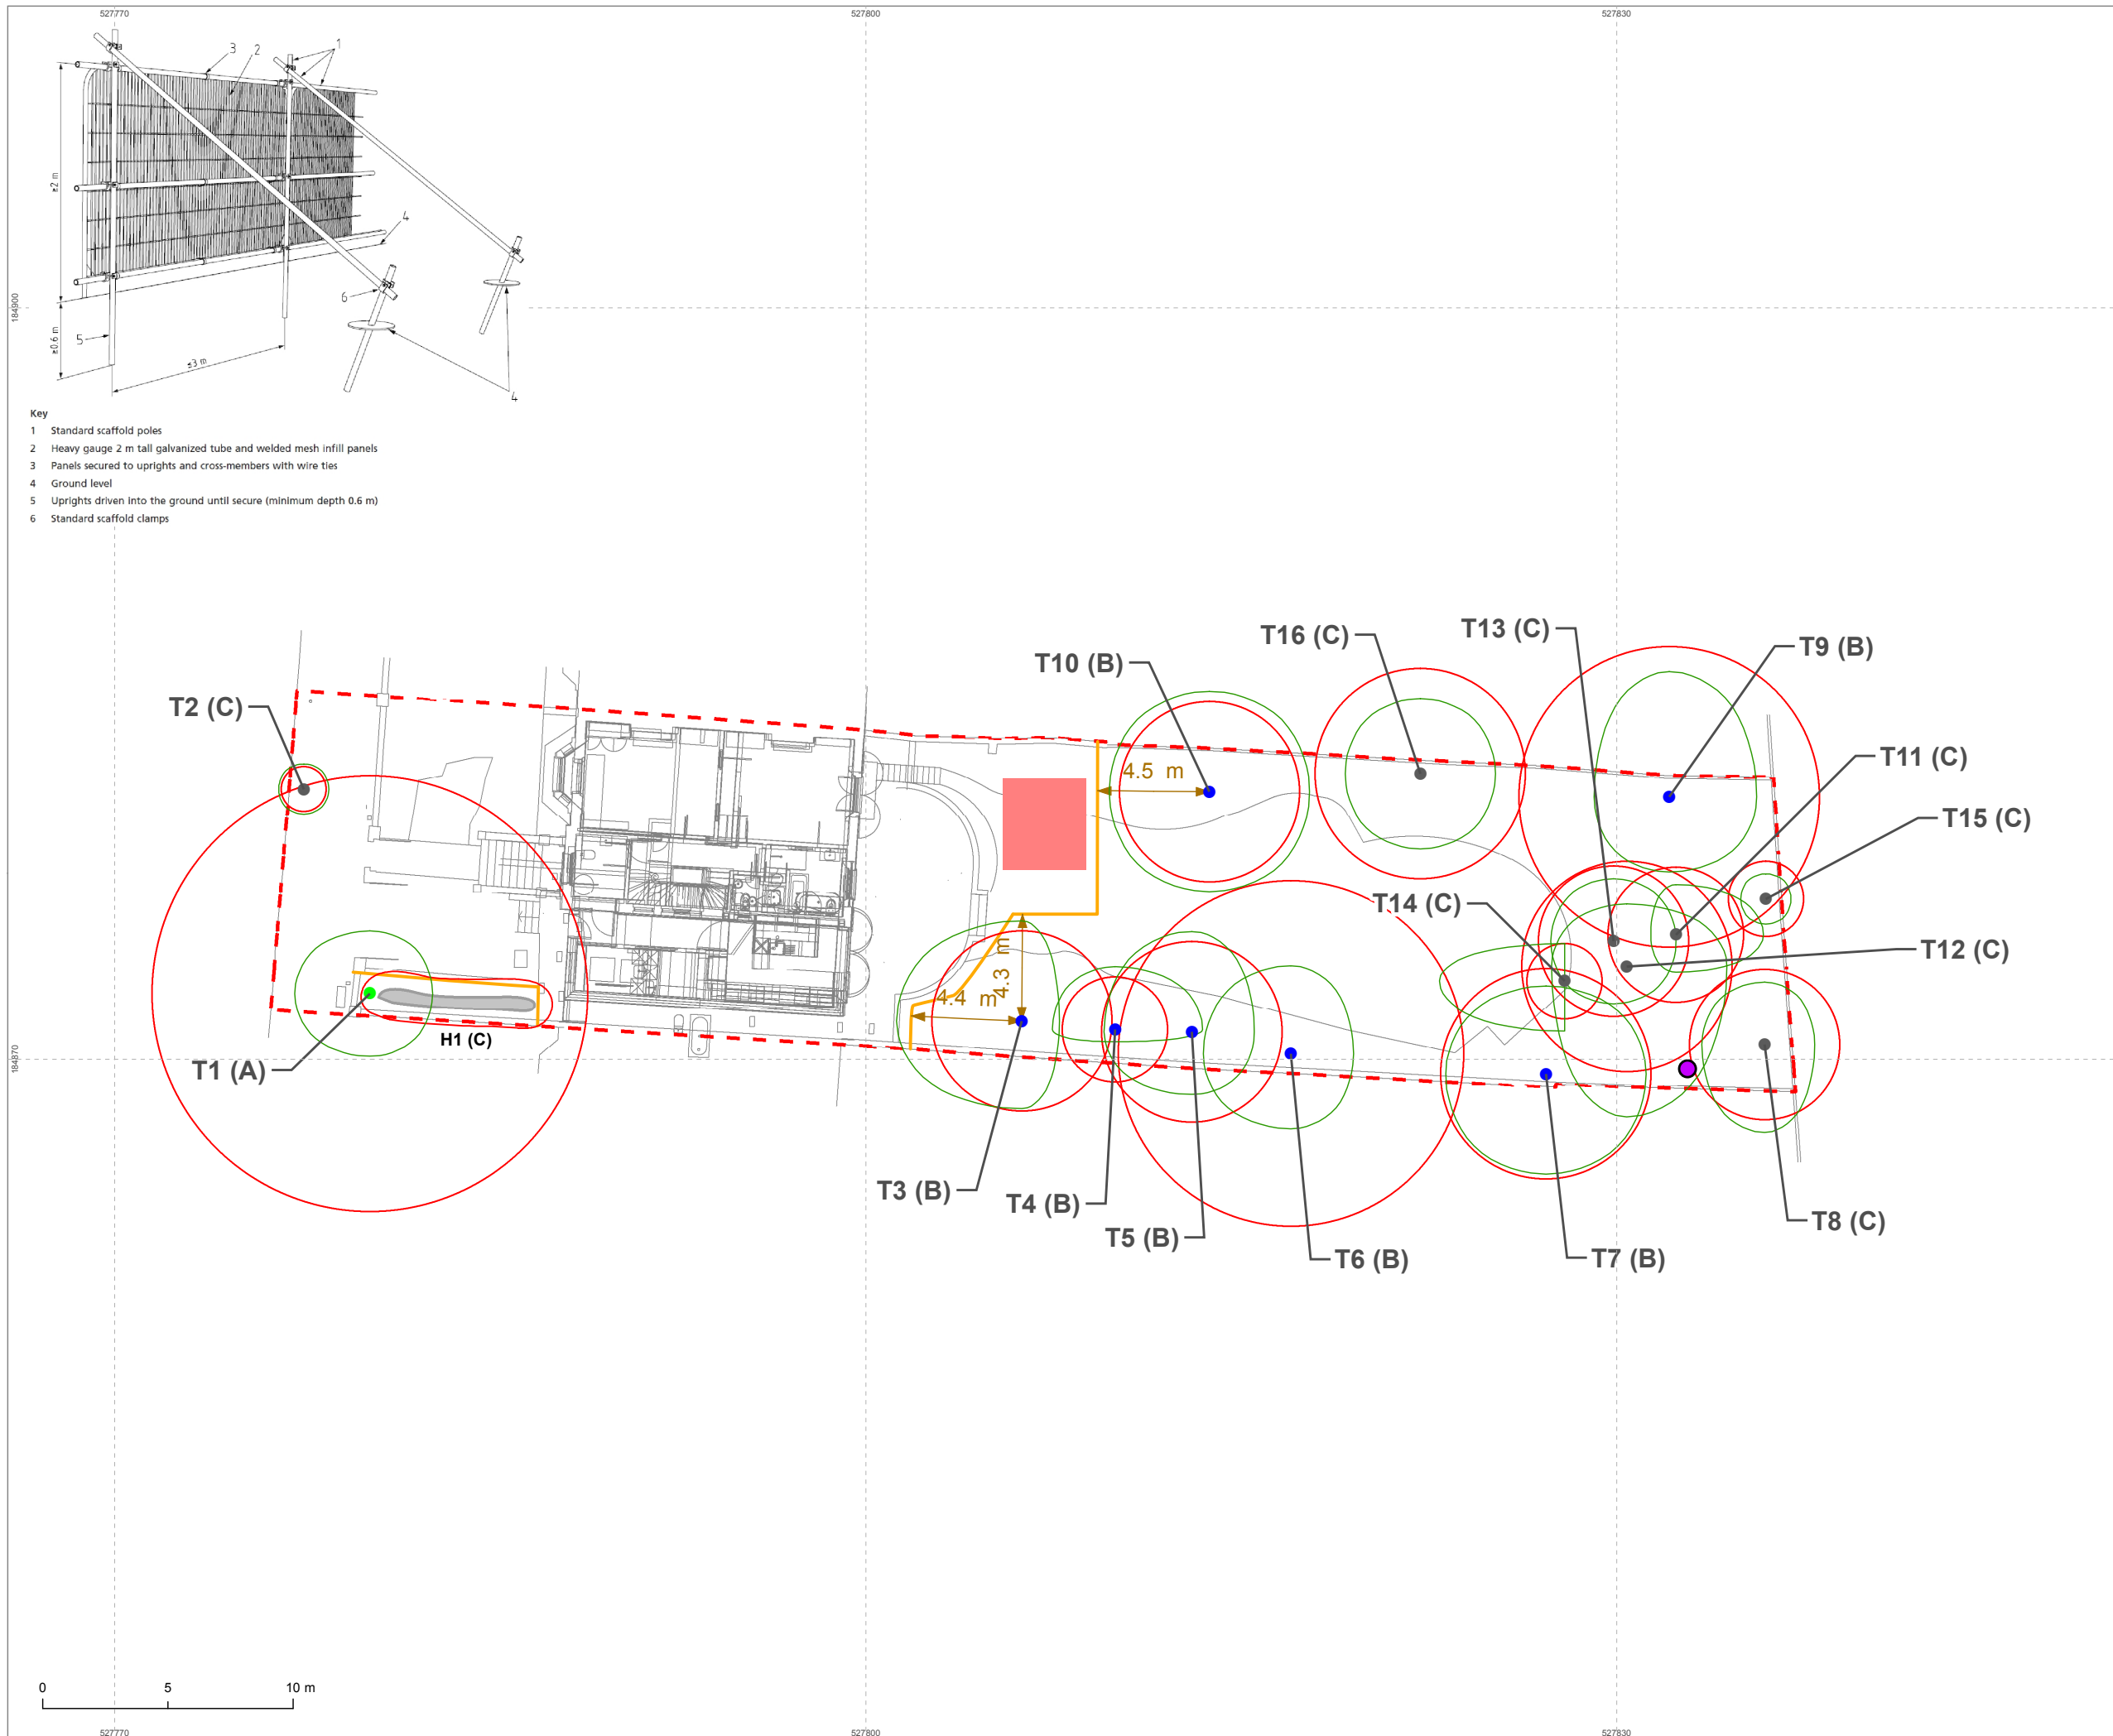 527770
527800
527830
1
2
3
4
≥2 m
6
5
≥0.6 m
≥3 m
4
184900
Key
1 Standard scaffold poles
2 Heavy gauge 2 m tall galvanized tube and welded mesh infill panels
3 Panels secured to uprights and cross-members with wire ties
4 Ground level
5 Uprights driven into the ground until secure (minimum depth 0.6 m)
6 Standard scaffold clamps
T13 (C)
T16 (C)
T9 (B)
T10 (B)
T2 (C)
T11 (C)
4.5 m
T15 (C)
T14 (C)
T12 (C)
4.3 m
4.4 m
H1 (C)
184870
T1 (A)
T3 (B)
T4 (B)
T8 (C)
T5 (B)
T6 (B)
T7 (B)
0 5 10 m
527770
527800
527830